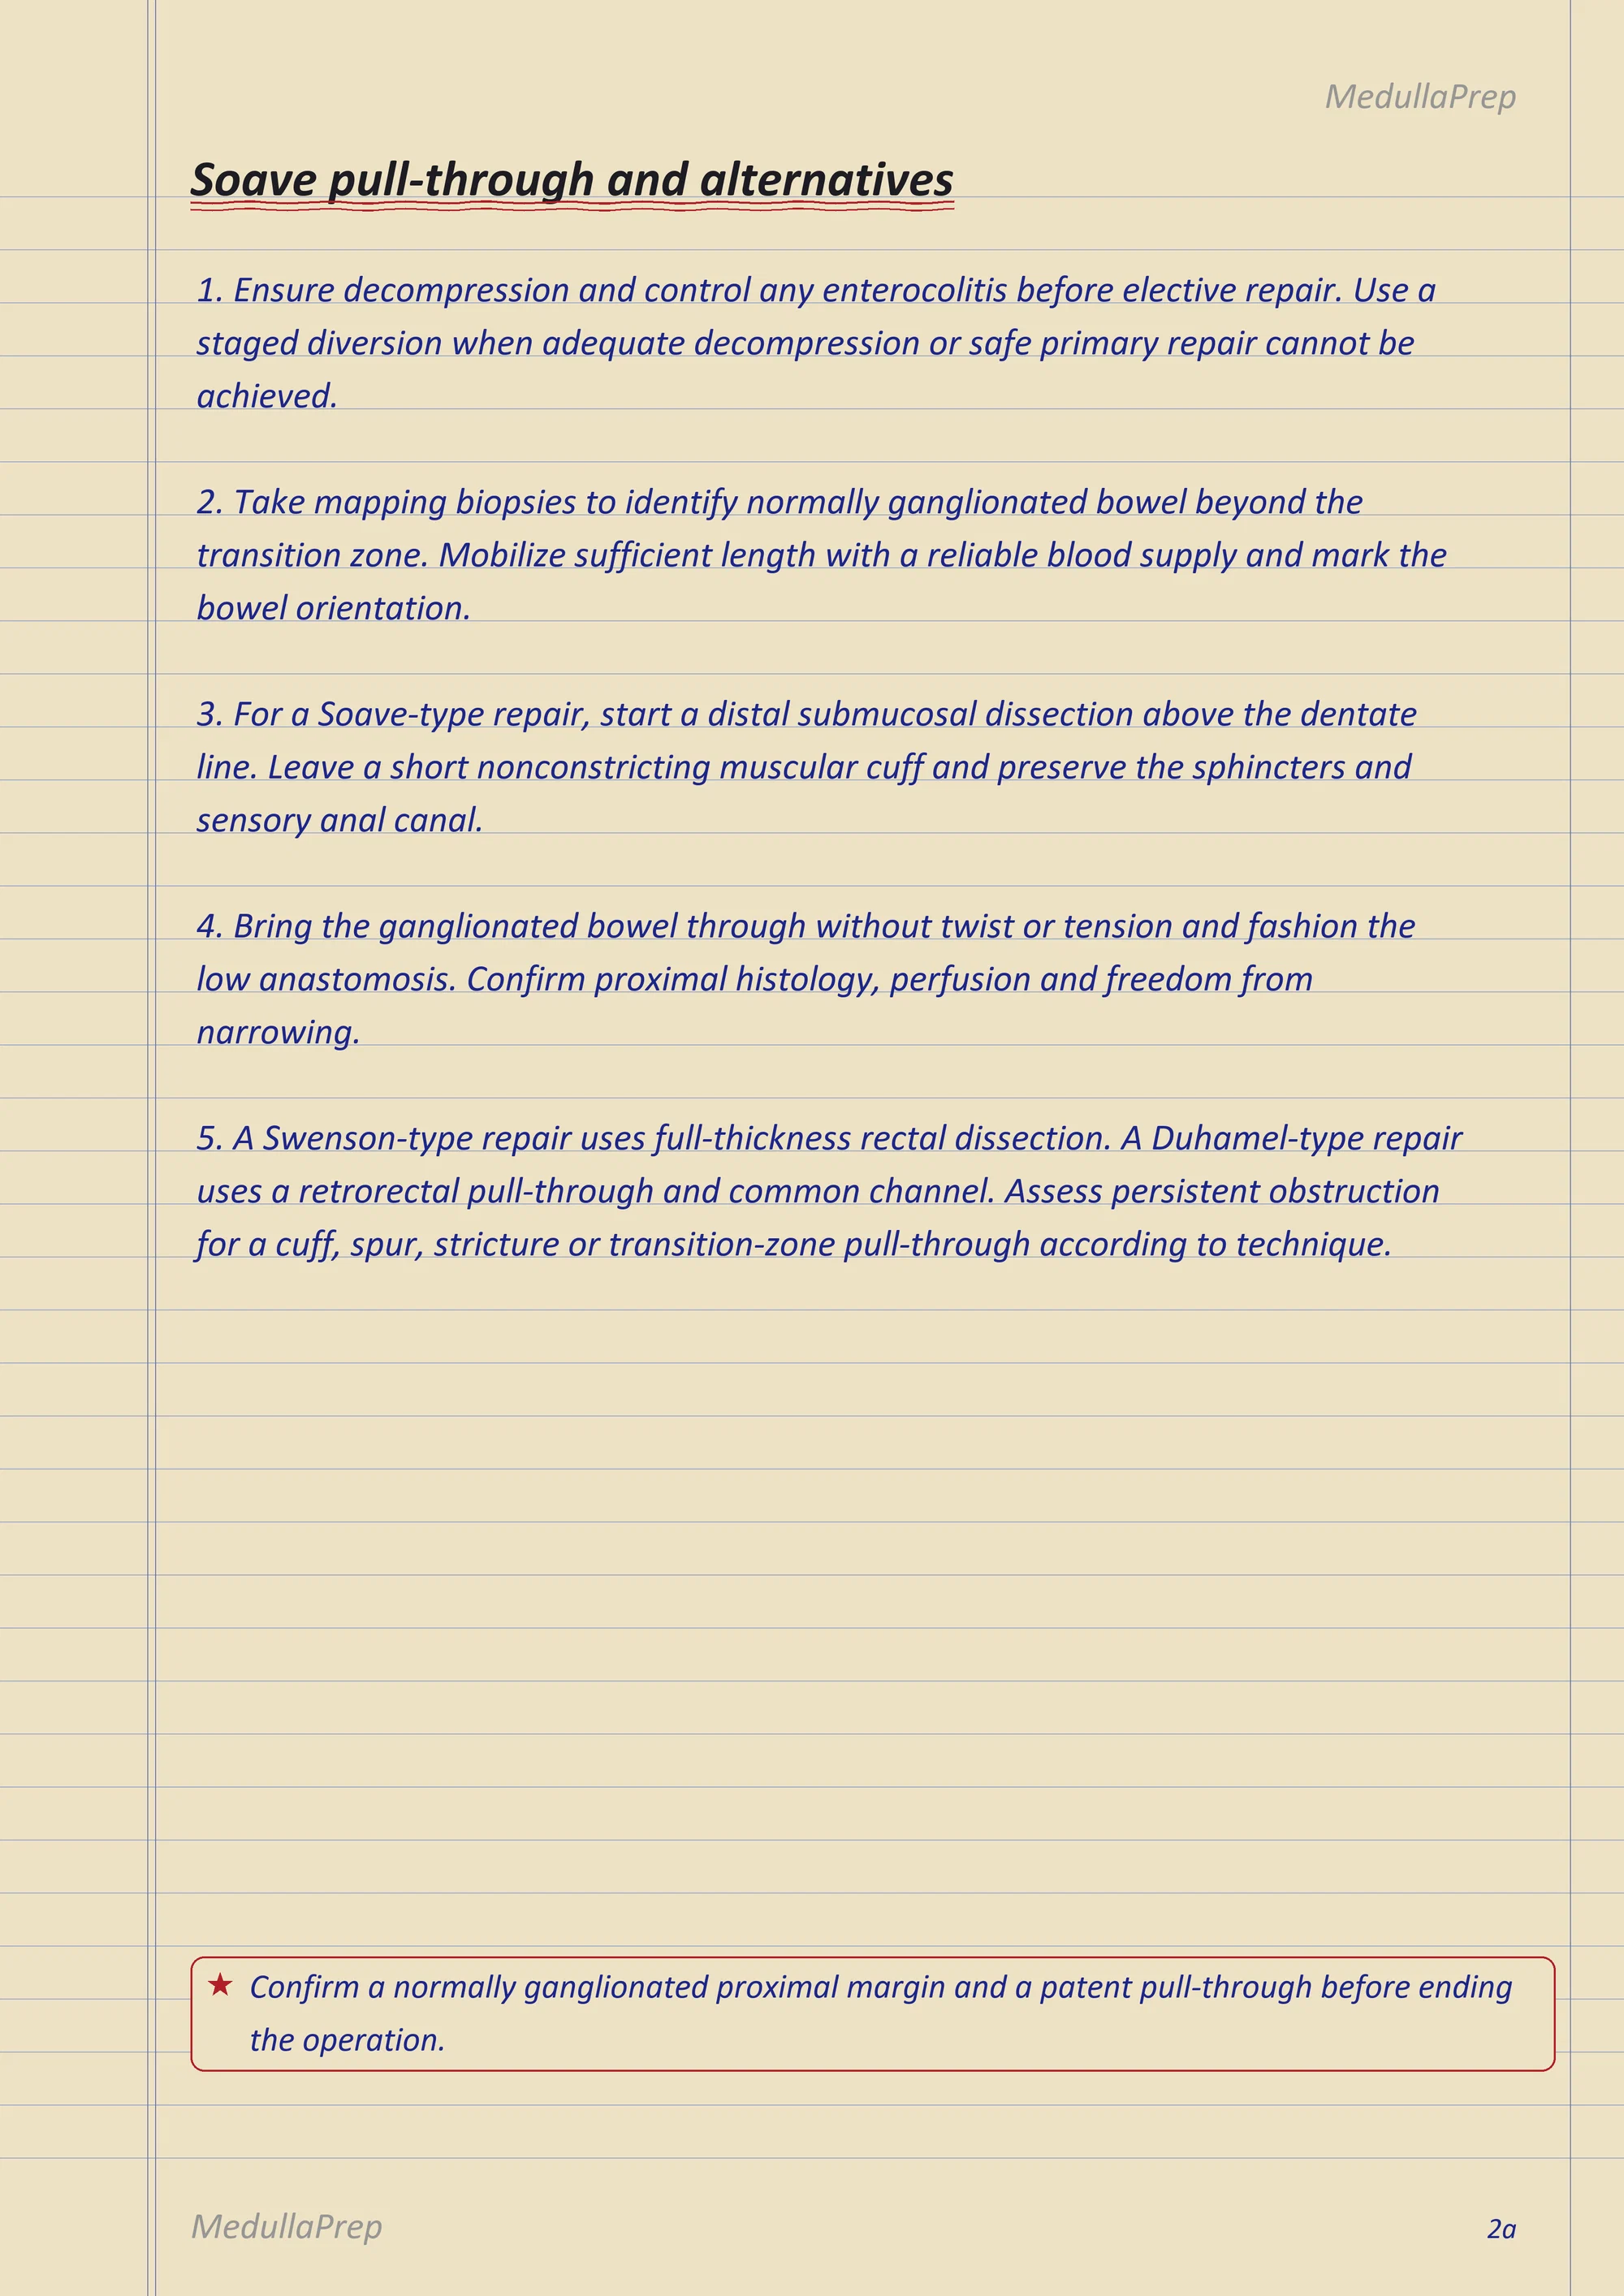 MedullaPrep
Soave pull-through and alternatives
1. Ensure decompression and control any enterocolitis before elective repair. Use a
staged diversion when adequate decompression or safe primary repair cannot be
achieved.
2. Take mapping biopsies to identify normally ganglionated bowel beyond the
transition zone. Mobilize sufficient length with a reliable blood supply and mark the
bowel orientation.
3. For a Soave-type repair, start a distal submucosal dissection above the dentate
line. Leave a short nonconstricting muscular cuff and preserve the sphincters and
sensory anal canal.
4. Bring the ganglionated bowel through without twist or tension and fashion the
low anastomosis. Confirm proximal histology, perfusion and freedom from
narrowing.
5. A Swenson-type repair uses full-thickness rectal dissection. A Duhamel-type repair
uses a retrorectal pull-through and common channel. Assess persistent obstruction
for a cuff, spur, stricture or transition-zone pull-through according to technique.
★ Confirm a normally ganglionated proximal margin and a patent pull-through before ending
the operation.
MedullaPrep
2a